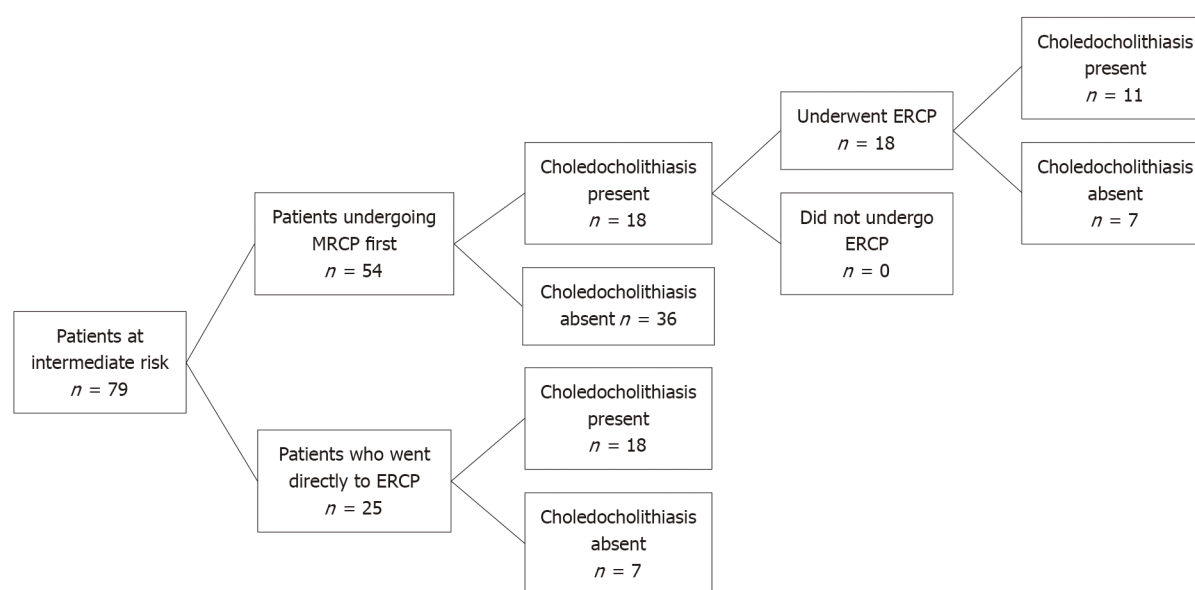 Patients at
intermediate risk
n = 79
Patients undergoing
MRCP first
n = 54
Patients who went
directly to ERCP
n = 25
Choledocholithiasis
present
n = 18
Choledocholithiasis
absent n = 36
Choledocholithiasis
present
n = 18
Choledocholithiasis
absent
n = 7
Underwent ERCP
n = 18
Did not undergo
ERCP
n = 0
Choledocholithiasis
present
n = 11
Choledocholithiasis
absent
n = 7